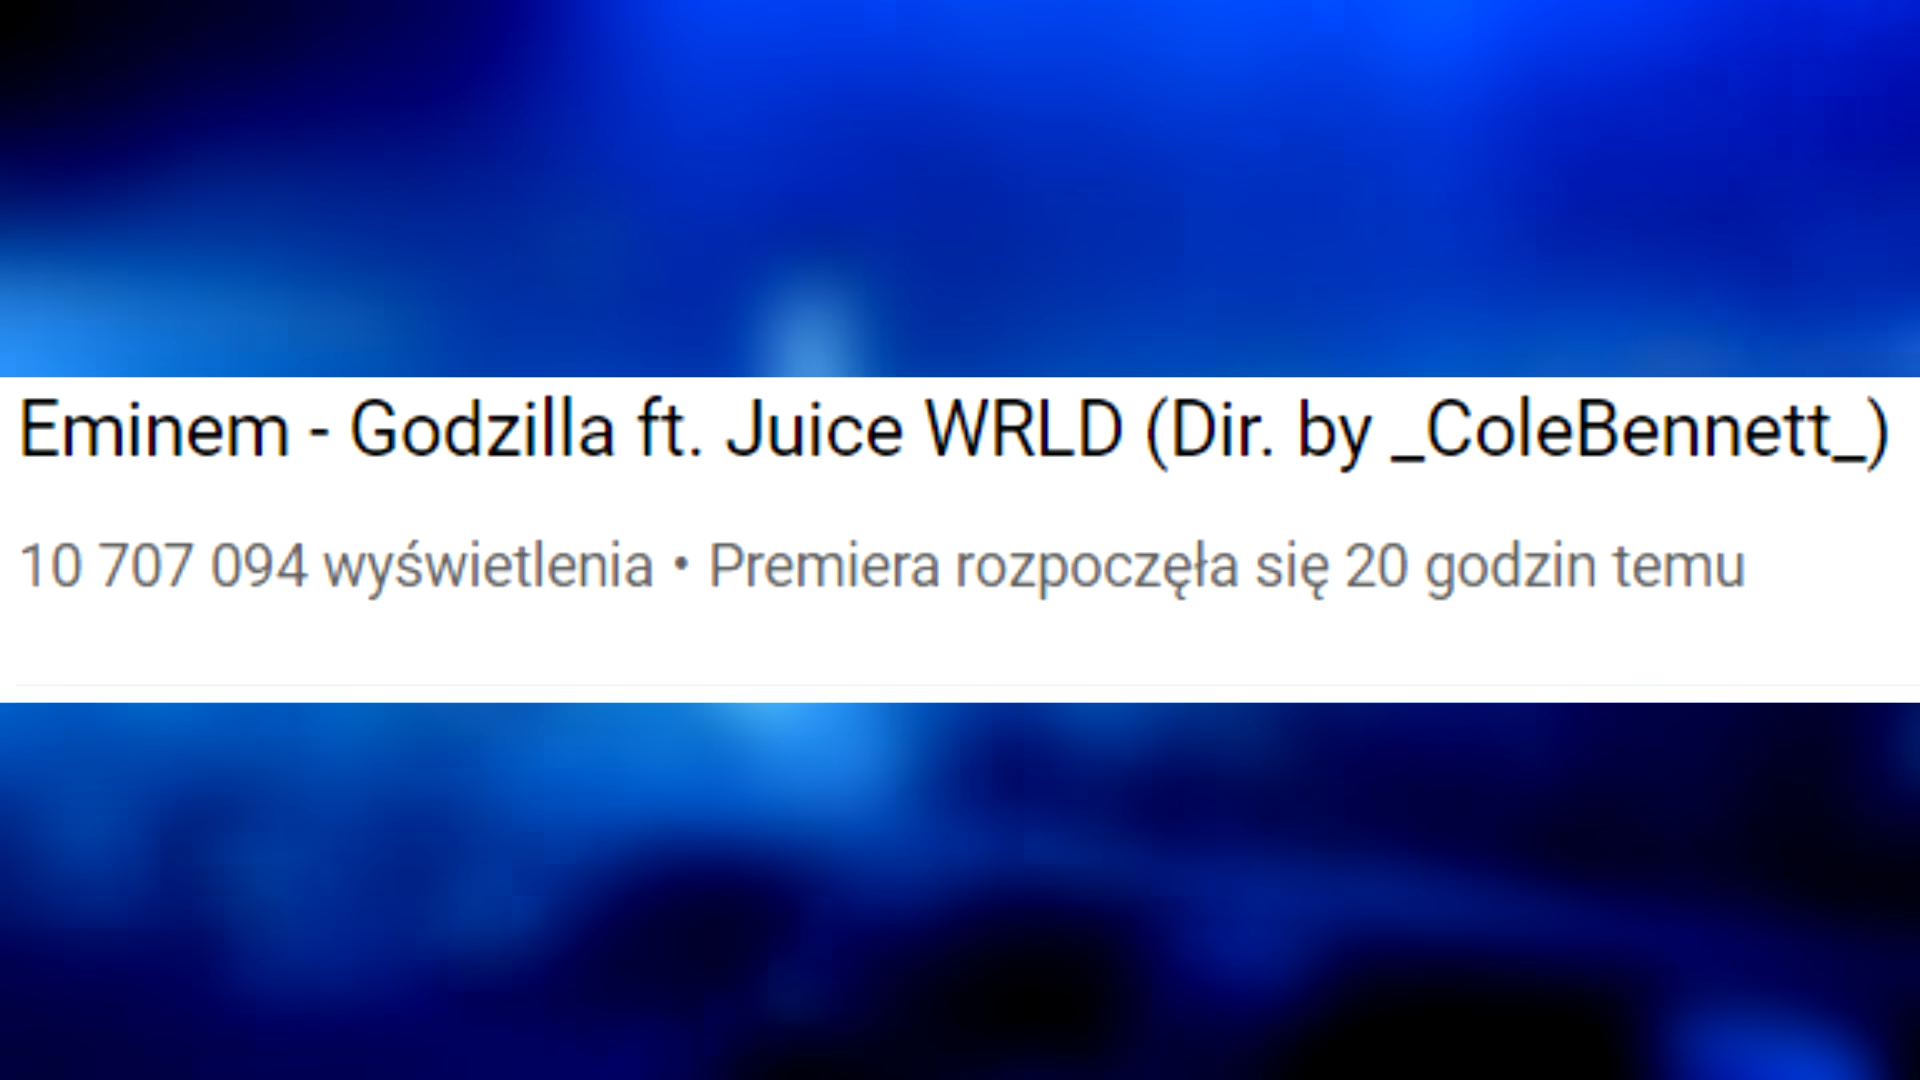 Eminem - Godzilla ft. Juice WRLD (Dir. by _ColeBennett_)
10 707 094 wyświetlenia • Premiera rozpoczęła się 20 godzin temu